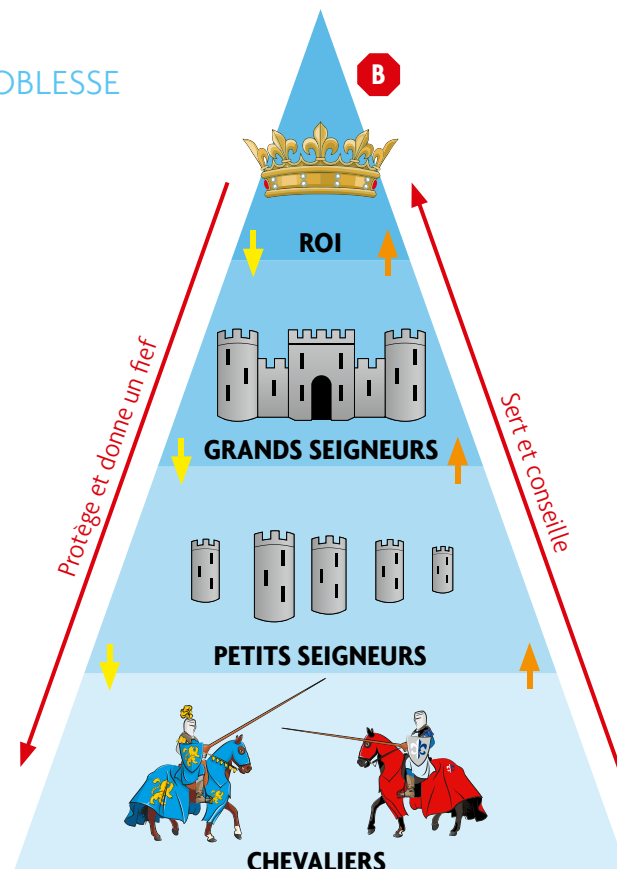 OBLESSE
B
ROI
Protège et donne un fief
Sert et conseille
GRANDS SEIGNEURS
PETITS SEIGNEURS
CHEVALIERS